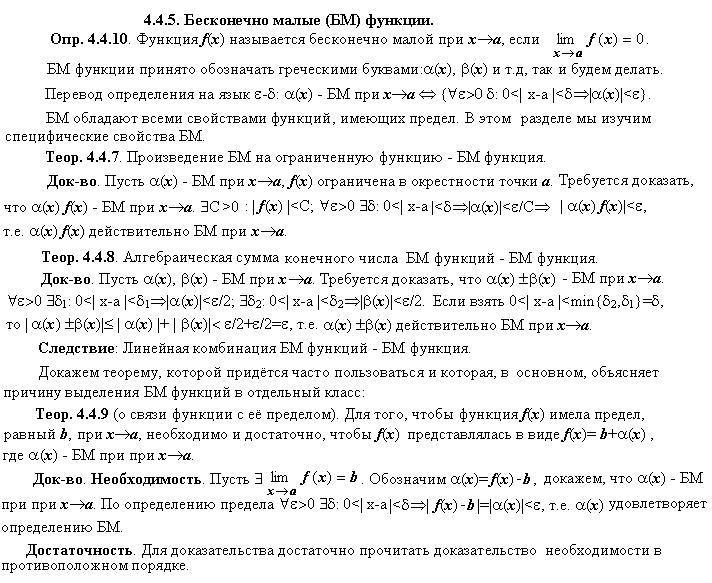 4.4.5. Бесконечно малые (БМ) функции.
Опр. 4.4.10. Функция f(x) называется бесконечно малой при x→a, если lim f (x) = 0.
x→a
БМ функции принято обозначать греческими буквами:α(x), β(x) и т.д, так и будем делать.
Перевод определения на язык ε-δ: α(x) - БМ при x→a ⇔ {∀ε>0 δ: 0<| x-a |<δ⇒|α(x)|<ε}.
БМ обладают всеми свойствами функций, имеющих предел. В этом разделе мы изучим
специфические свойства БМ.
Теор. 4.4.7. Произведение БМ на ограниченную функцию - БМ функция.
Док-во. Пусть α(x) - БМ при x→a, f(x) ограничена в окрестности точки a. Требуется доказать,
что α(x) f(x) - БМ при x→a. ∃C >0 : | f(x) |<C; ∀ε>0 ∃δ: 0<| x-a |<δ⇒|α(x)|<ε/C⇒ | α(x) f(x)|<ε,
т.е. α(x) f(x) действительно БМ при x→a.
Теор. 4.4.8. Алгебраическая сумма конечного числа БМ функций - БМ функция.
Док-во. Пусть α(x), β(x) - БМ при x→a. Требуется доказать, что α(x) ±β(x) - БМ при x→a.
∀ε>0 ∃δ1: 0<| x-a |<δ1⇒|α(x)|<ε/2; ∃δ2: 0<| x-a |<δ2⇒|β(x)|<ε/2. Если взять 0<| x-a |<min{δ2,δ1}=δ,
то | α(x) ±β(x)|≤ | α(x) |+ | β(x)|< ε/2+ε/2=ε, т.е. α(x) ±β(x) действительно БМ при x→a.
Следствие: Линейная комбинация БМ функций - БМ функция.
Докажем теорему, которой придётся часто пользоваться и которая, в основном, объясняет
причину выделения БМ функций в отдельный класс:
Теор. 4.4.9 (о связи функции с её пределом). Для того, чтобы функция f(x) имела предел,
равный b, при x→a, необходимо и достаточно, чтобы f(x) представлялась в виде f(x)= b+α(x) ,
где α(x) - БМ при при x→a.
Док-во. Необходимость. Пусть ∃ lim f (x) = b . Обозначим α(x)= f(x) -b , докажем, что α(x) - БМ
x→a
при при x→a. По определению предела ∀ε>0 ∃δ: 0<| x-a|<δ⇒| f(x) -b|=|α(x)|<ε, т.е. α(x) удовлетворяет
определению БМ.
Достаточность. Для доказательства достаточно прочитать доказательство необходимости в
противоположном порядке.